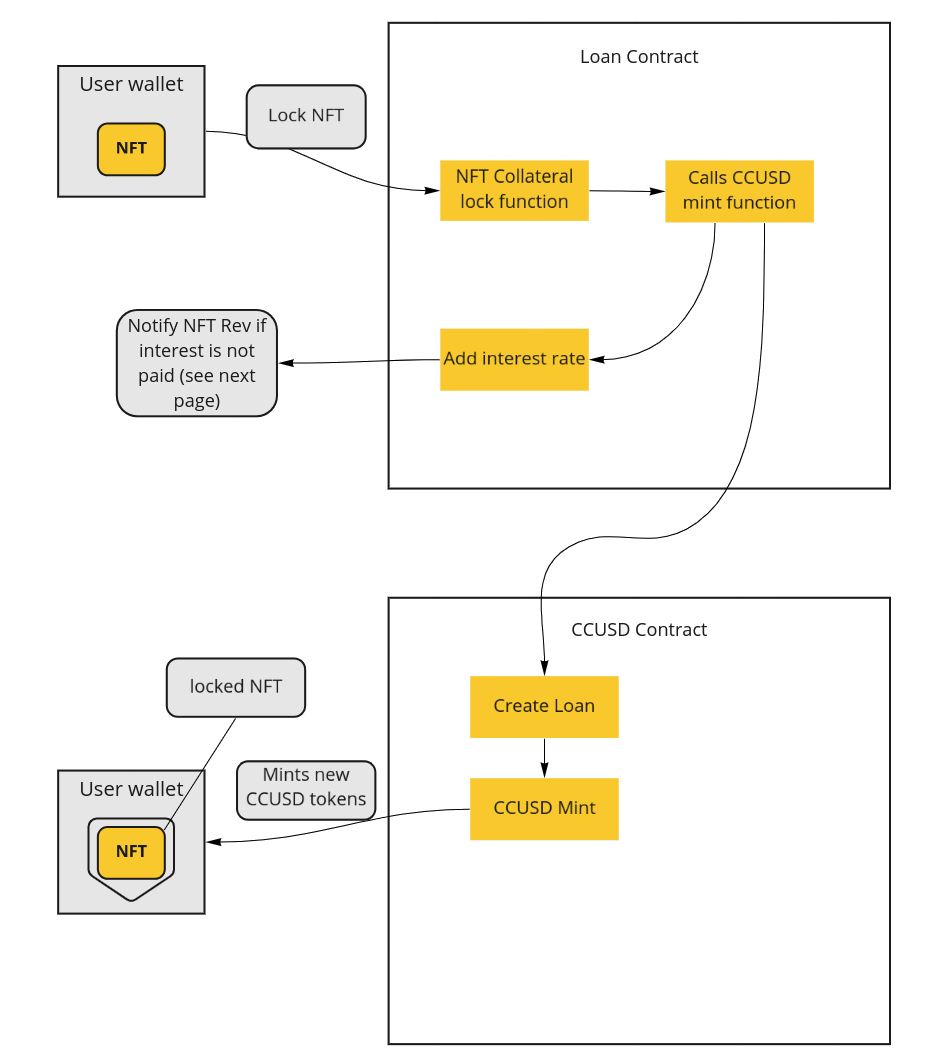 Loan Contract
User wallet
NFT
Lock NFT
NFT Collateral
lock function
Calls CCUSD
mint function
Notify NFT Rev if
interest is not
paid (see next
page)
Add interest rate
CCUSD Contract
locked NFT
Create Loan
User wallet
NFT
Mints new
CCUSD tokens
CCUSD Mint